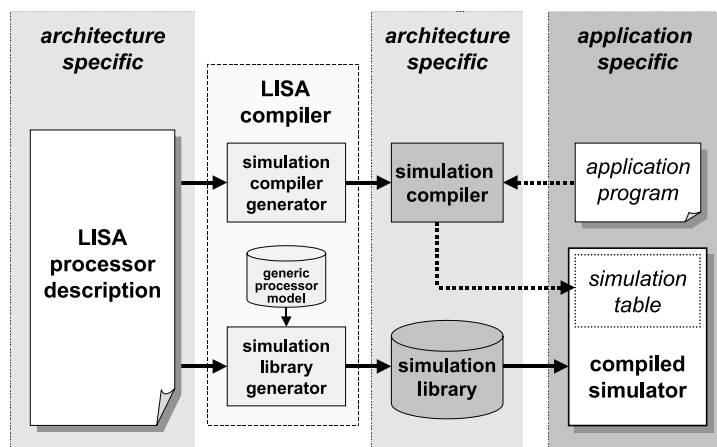 architecture
specific
LISA
compiler
architecture
specific
application
specific
LISA
processor
description
simulation
compiler
generator
simulation
compiler
application
program
generic
processor
model
simulation
table
simulation
library
generator
simulation
library
compiled
simulator